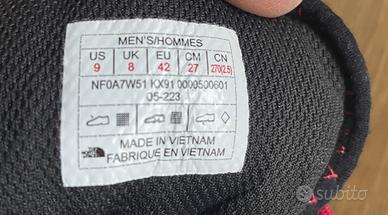 MEN'S/HOMMES
US UK EU CM CN
9 8 42 27 270(2.5)
NF0A7W51 KX91 0000500601
05-223
MADE IN VIETNAM
FABRIQUÉ EN VIETNAM
subito